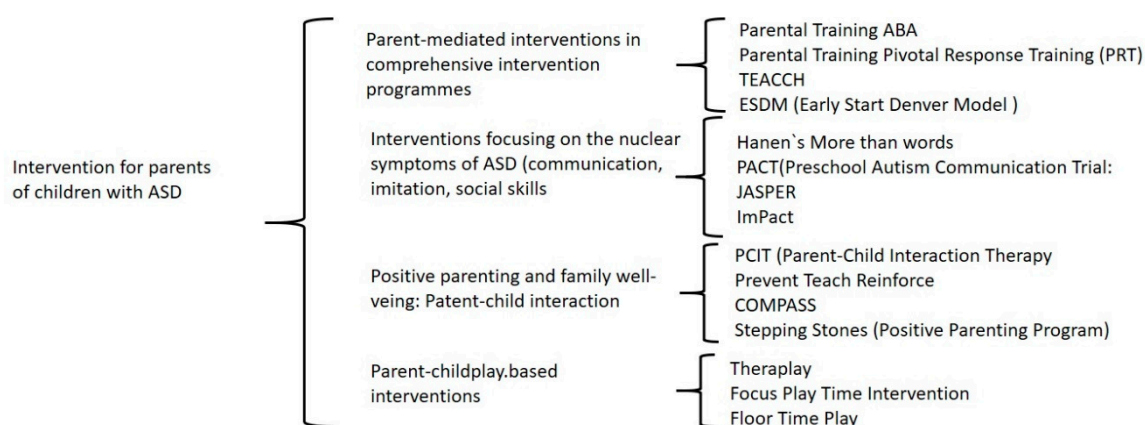 Intervention for parents
of children with ASD
Parent-mediated interventions in
comprehensive intervention
programmes
Parental Training ABA
Parental Training Pivotal Response Training (PRT)
TEACCH
ESDM (Early Start Denver Model )
Interventions focusing on the nuclear
symptoms of ASD (communication,
imitation, social skills
Hanen`s More than words
PACT(Preschool Autism Communication Trial:
JASPER
ImPact
Positive parenting and family well-
veing: Patent-child interaction
PCIT (Parent-Child Interaction Therapy
Prevent Teach Reinforce
COMPASS
Stepping Stones (Positive Parenting Program)
Parent-childplay.based
interventions
Theraplay
Focus Play Time Intervention
Floor Time Play